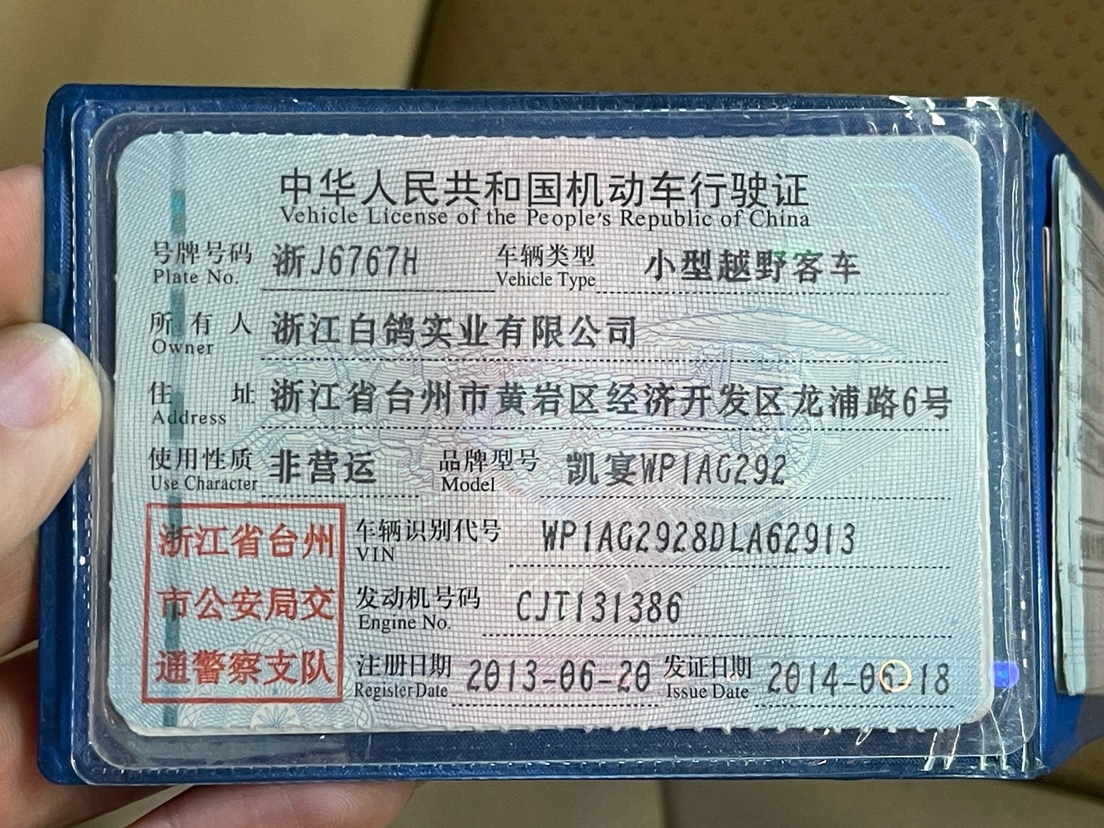 中华人民共和国机动车行驶证
Vehicle License of the People's Republic of China
号牌号码 浙J6767H 车辆类型 小型越野客车
Plate No. Vehicle Type
所有人 浙江白鸽实业有限公司
Owner
住址 浙江省台州市黄岩区经济开发区龙浦路6号
Address
使用性质 非营运 品牌型号 凯宴WP1AG292
Use Character Model
浙江省台州
市公安局交
通警察支队
车辆识别代号 WP1AG2928DLA62913
VIN
发动机号码 CJT131386
Engine No.
注册日期 2013-06-20 发证日期 2014-06-18
Register Date Issue Date